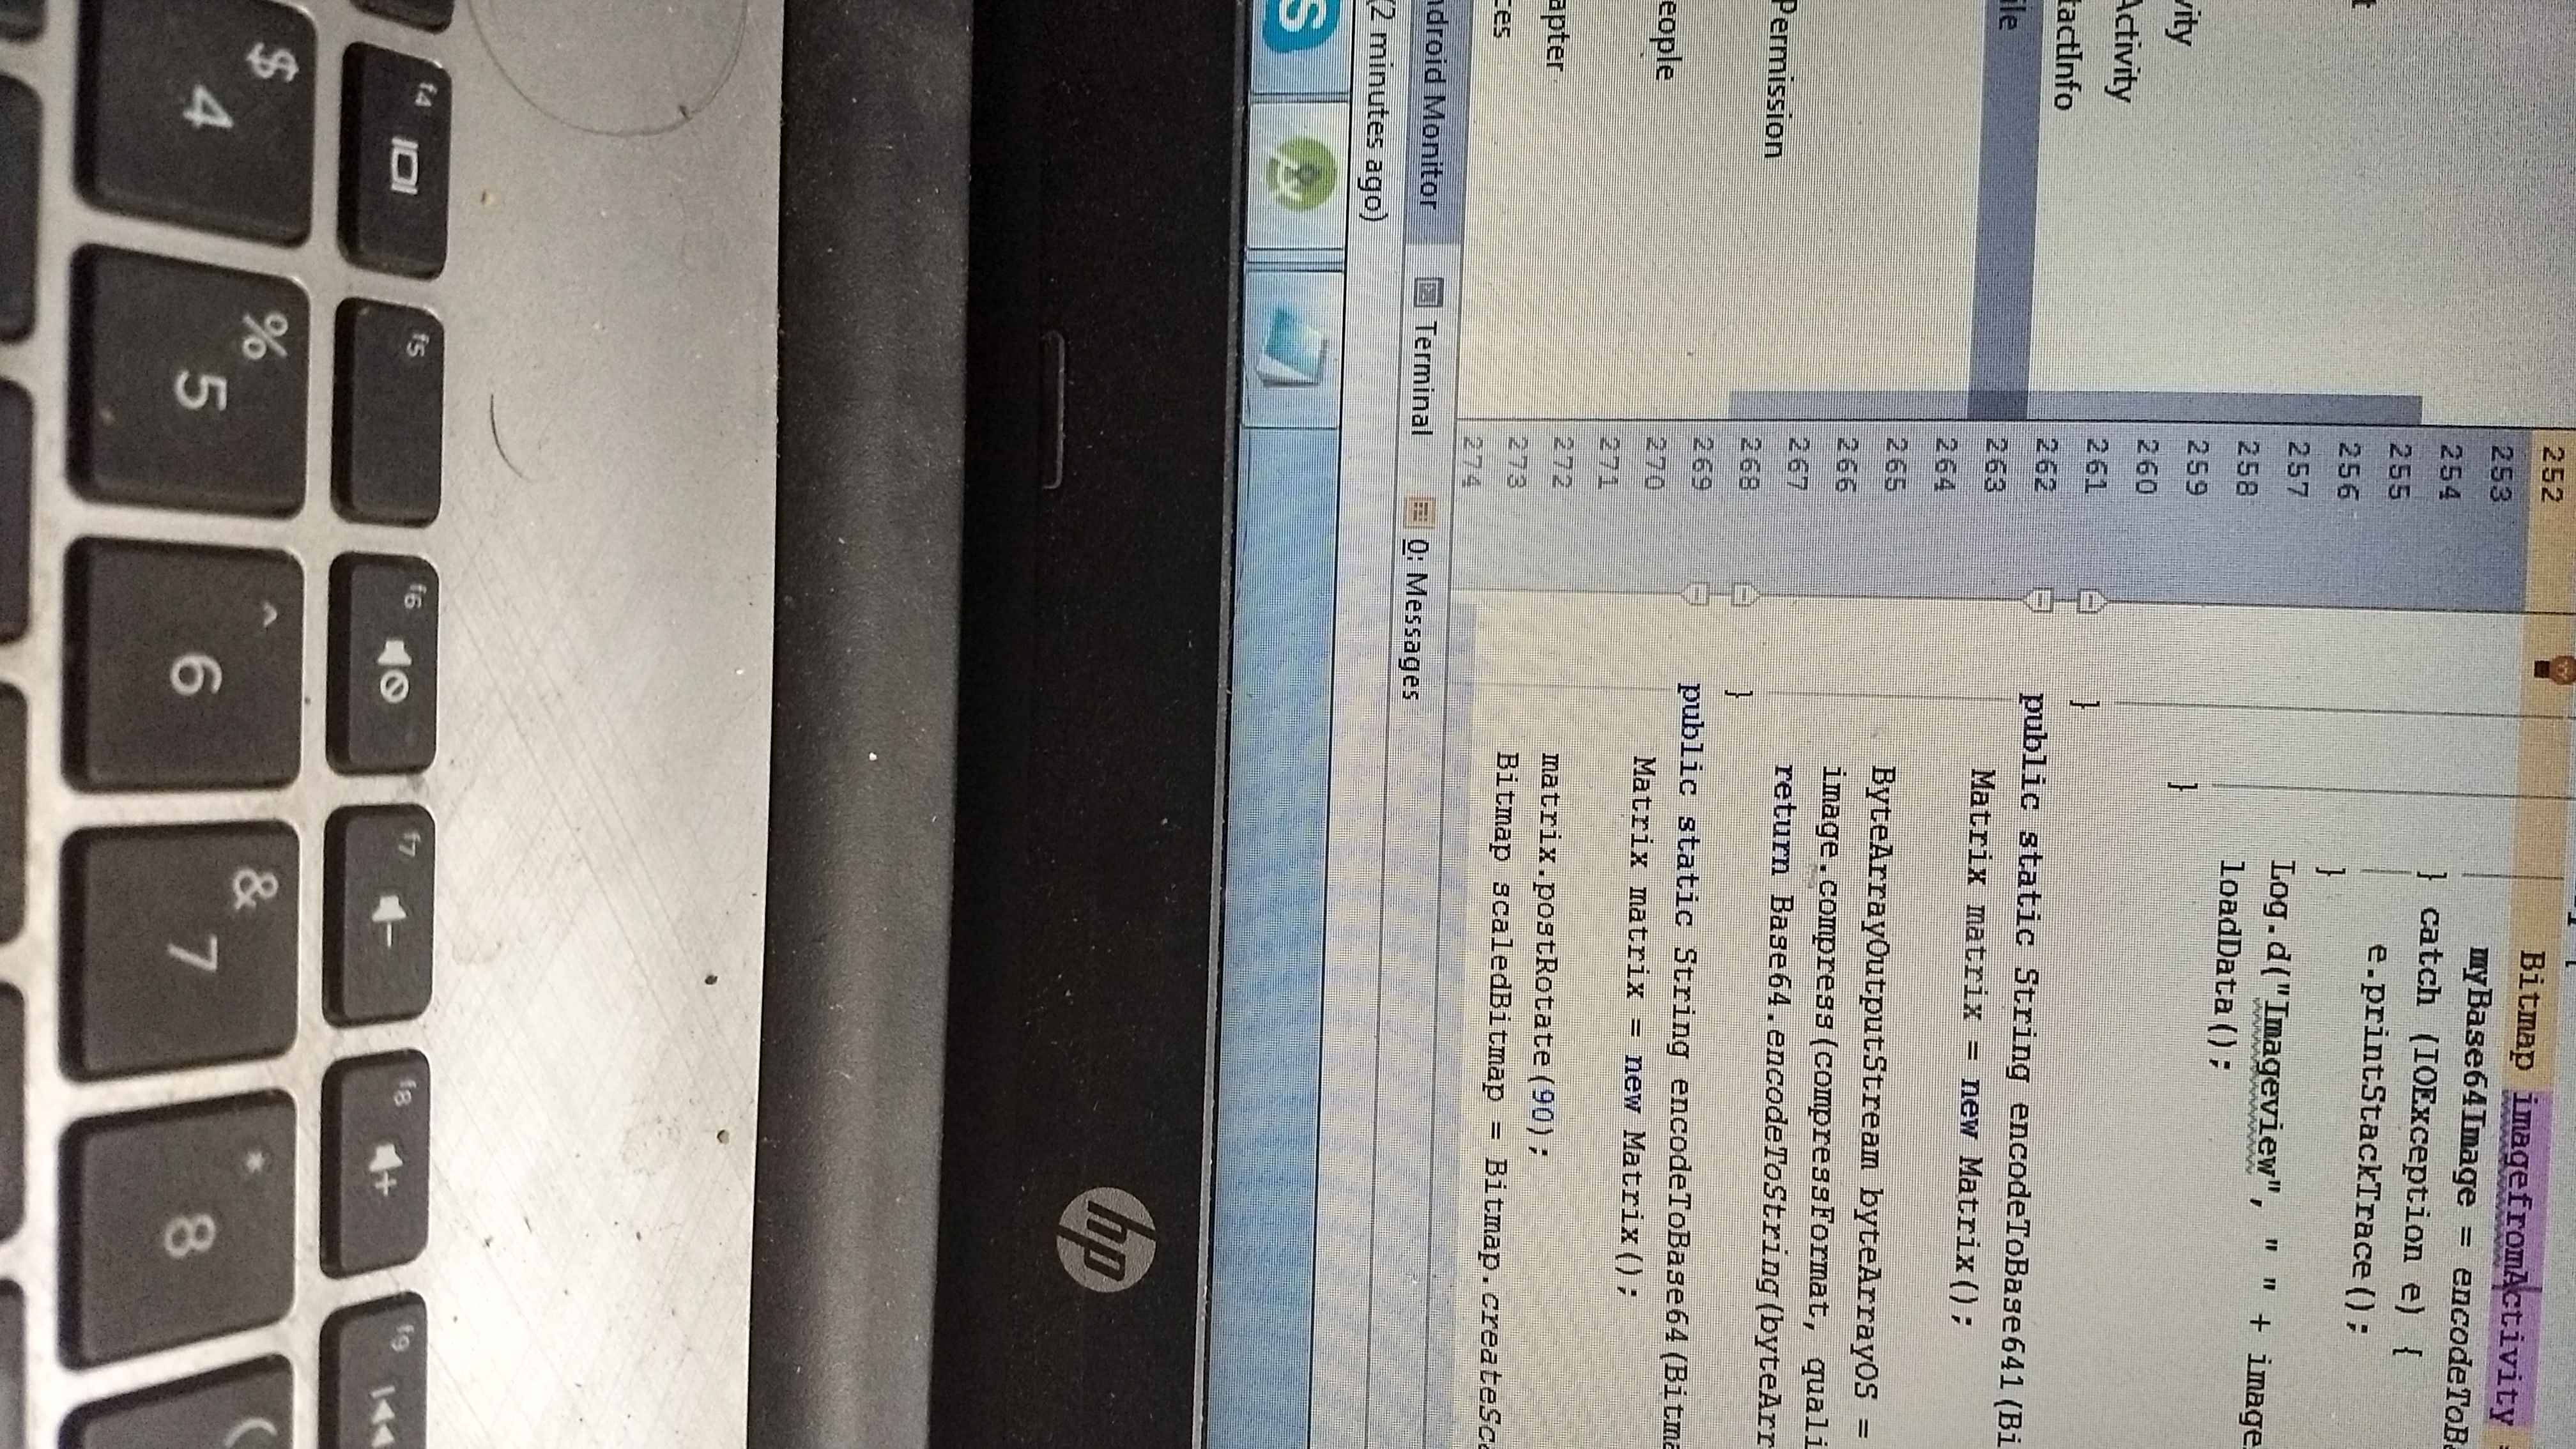 t
vity
Activity
tactInfo
ile
Permission
eople
apter
ces
252 Bitmap imagefromActivity
253 myBase64Image = encodeToB
254 } catch (IOException e) {
255 e.printStackTrace();
256 }
257 Log.d("Imageview", " " + image
258 loadData();
259 }
260
261 }
262 public static String encodeToBase641(Bi
263 Matrix matrix = new Matrix();
264
265 ByteArrayOutputStream byteArrayOS =
266 image.compress(compressFormat, quali
267 return Base64.encodeToString(byteArr
268 }
269 public static String encodeToBase64(Bitma
270 Matrix matrix = new Matrix();
271
272 matrix.postRotate(90);
273 Bitmap scaledBitmap = Bitmap.createSca
274
ndroid Monitor Terminal 0: Messages
(2 minutes ago)
S
hp
f4 f5 f6 f7 f8 f9
$ % ^ & * (
4 5 6 7 8